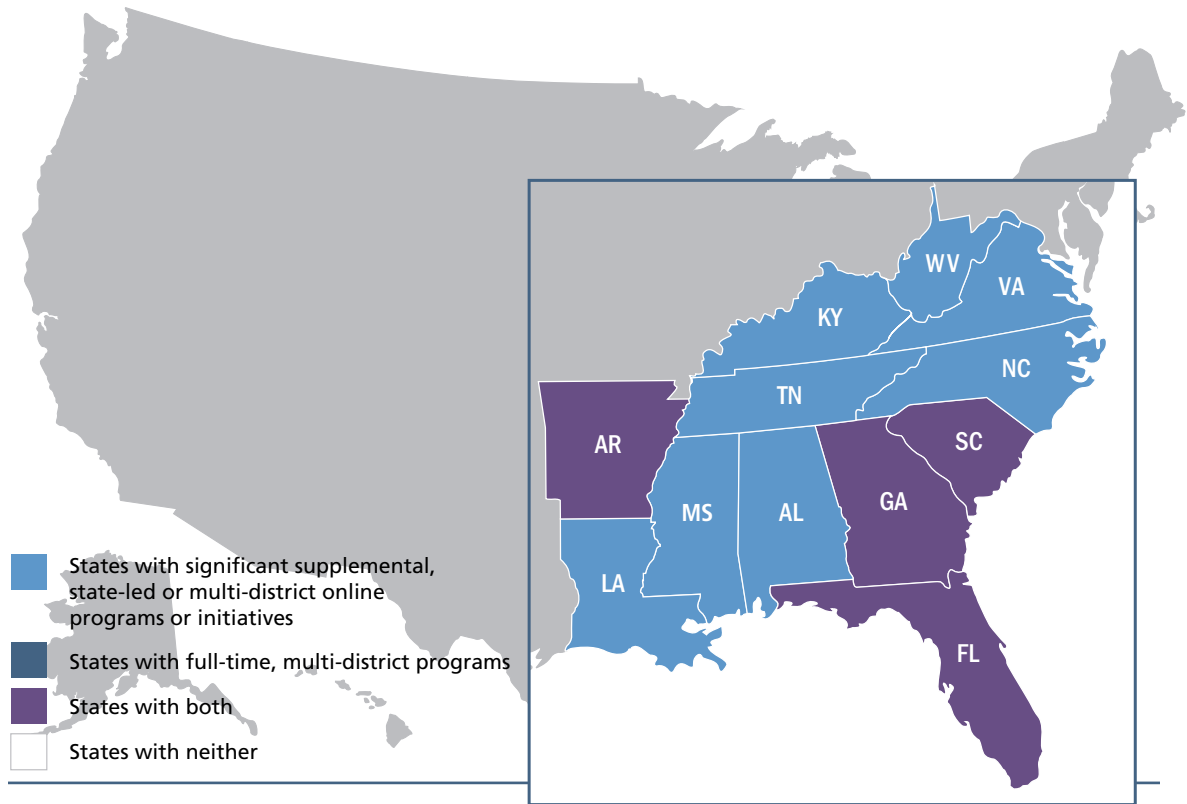 WV
VA
KY
NC
TN
AR
SC
GA
MS
AL
LA
FL
States with significant supplemental,
state-led or multi-district online
programs or initiatives
States with full-time, multi-district programs
States with both
States with neither